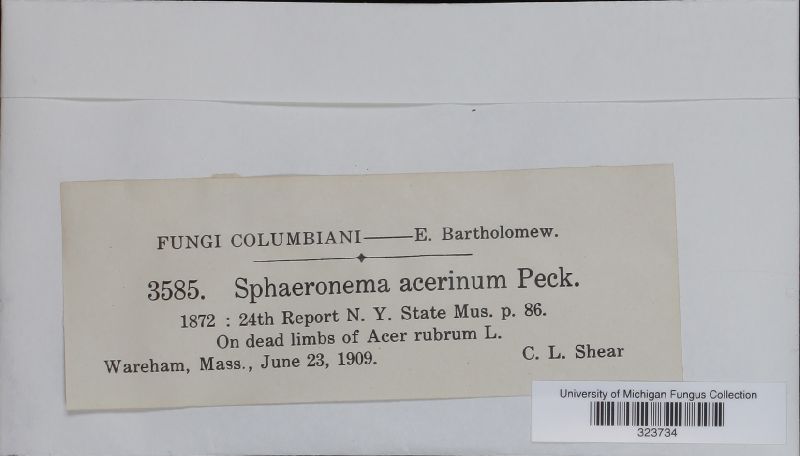 FUNGI COLUMBIANI——E. Bartholomew.
3585. Sphaeronema acerinum Peck.
1872 : 24th Report N. Y. State Mus. p. 86.
On dead limbs of Acer rubrum L.
Wareham, Mass., June 23, 1909. C. L. Shear
University of Michigan Fungus Collection
323734